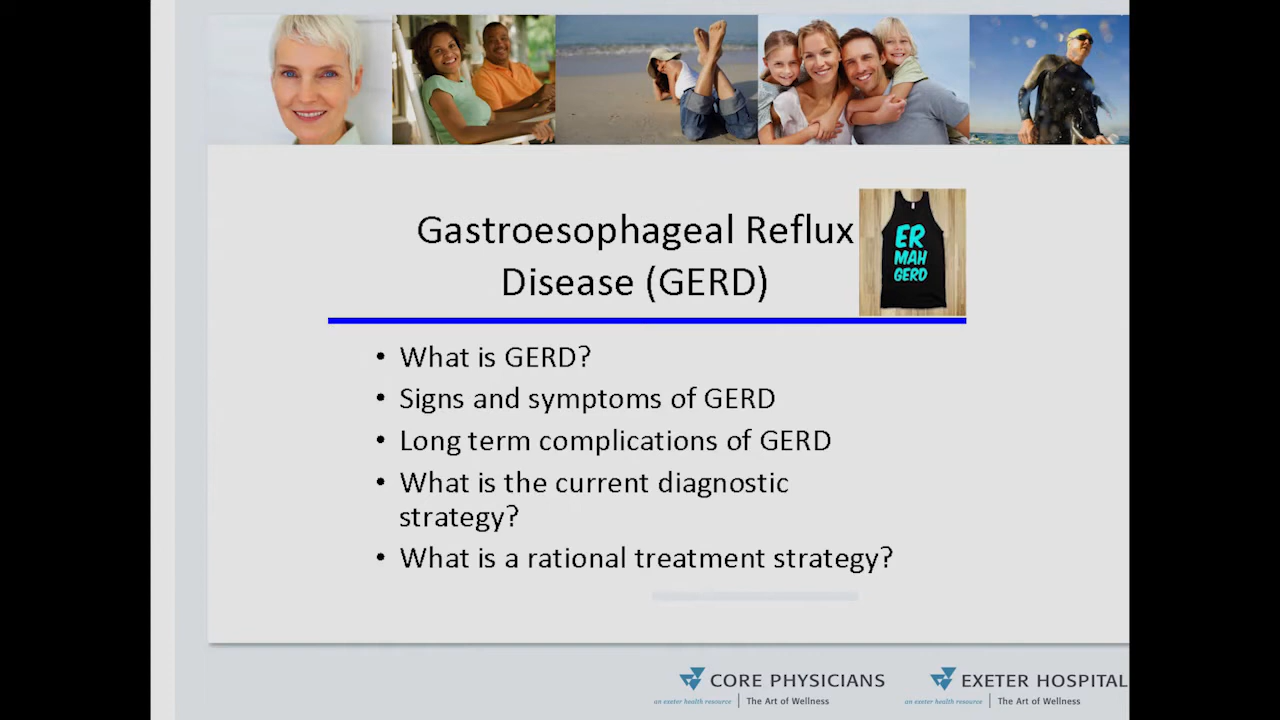 Gastroesophageal Reflux
Disease (GERD)
ER
MAH
GERD
• What is GERD?
• Signs and symptoms of GERD
• Long term complications of GERD
• What is the current diagnostic
strategy?
• What is a rational treatment strategy?
CORE PHYSICIANS
an exeter health resource | The Art of Wellness
EXETER HOSPITAL
an exeter health resource | The Art of Wellness